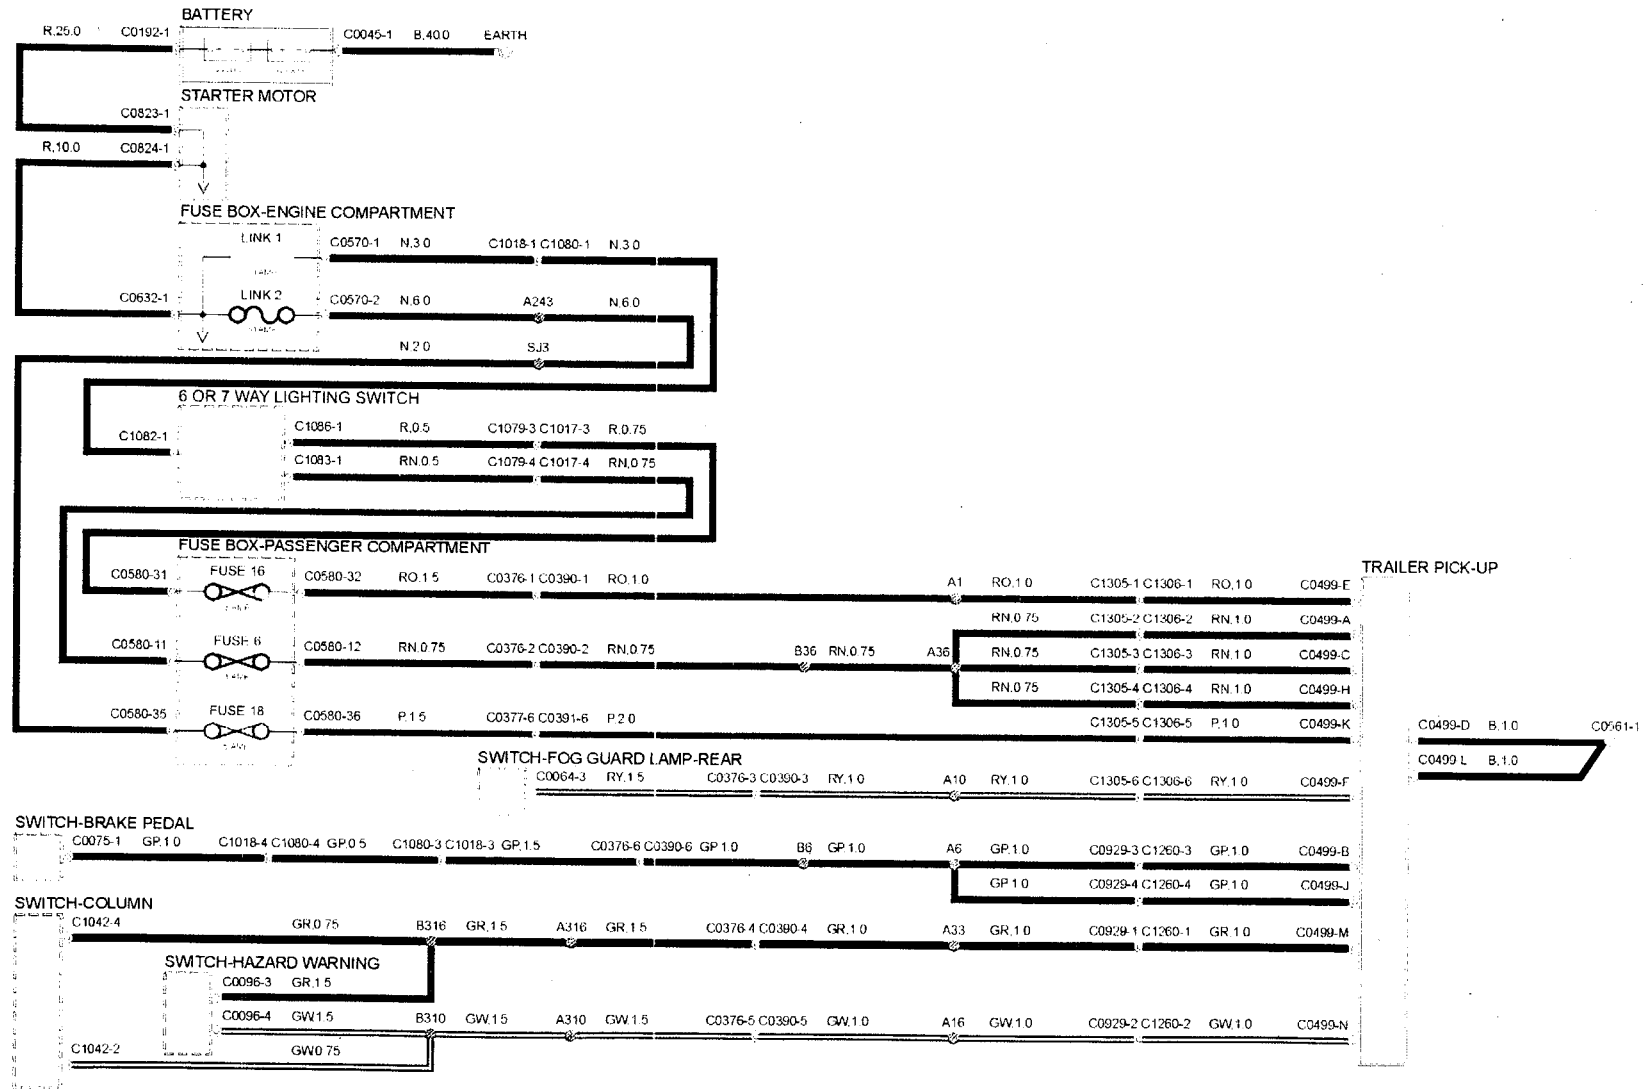 BATTERY
R,25.0 C0192-1 C0045-1 B,40.0 EARTH
STARTER MOTOR
C0823-1
R,10.0 C0824-1
FUSE BOX-ENGINE COMPARTMENT
LINK 1 C0570-1 N,3.0 C1018-1 C1080-1 N,3.0
C0632-1 LINK 2 C0570-2 N,6.0 A243 N,6.0
N,2.0 SJ3
6 OR 7 WAY LIGHTING SWITCH
C1086-1 R,0.5 C1079-3 C1017-3 R,0.75
C1082-1
C1083-1 RN,0.5 C1079-4 C1017-4 RN,0.75
FUSE BOX-PASSENGER COMPARTMENT
TRAILER PICK-UP
C0580-31 FUSE 16 C0580-32 RO,1.5 C0376-1 C0390-1 RO,1.0 A1 RO,1.0 C1305-1 C1306-1 RO,1.0 C0499-E
RN,0.75 C1305-2 C1306-2 RN,1.0 C0499-A
C0580-11 FUSE 6 C0580-12 RN,0.75 C0376-2 C0390-2 RN,0.75 B36 RN,0.75 A36 RN,0.75 C1305-3 C1306-3 RN,1.0 C0499-C
RN,0.75 C1305-4 C1306-4 RN,1.0 C0499-H
C0580-35 FUSE 18 C0580-36 P,1.5 C0377-6 C0391-6 P,2.0 C1305-5 C1306-5 P,1.0 C0499-K
C0499-D B,1.0 C0961-1
SWITCH-FOG GUARD LAMP-REAR
C0499-L B,1.0
C0064-3 RY,1.5 C0376-3 C0390-3 RY,1.0 A10 RY,1.0 C1305-6 C1306-6 RY,1.0 C0499-F
SWITCH-BRAKE PEDAL
C0075-1 GP,1.0 C1018-4 C1080-4 GP,0.5 C1080-3 C1018-3 GP,1.5 C0376-6 C0390-6 GP,1.0 B6 GP,1.0 A6 GP,1.0 C0929-3 C1260-3 GP,1.0 C0499-B
GP,1.0 C0929-4 C1260-4 GP,1.0 C0499-J
SWITCH-COLUMN
C1042-4 GR,0.75 B316 GR,1.5 A316 GR,1.5 C0376-4 C0390-4 GR,1.0 A33 GR,1.0 C0929-1 C1260-1 GR,1.0 C0499-M
SWITCH-HAZARD WARNING
C0096-3 GR,1.5
C0096-4 GW,1.5 B310 GW,1.5 A310 GW,1.5 C0376-5 C0390-5 GW,1.0 A16 GW,1.0 C0929-2 C1260-2 GW,1.0 C0499-N
C1042-2 GW,0.75